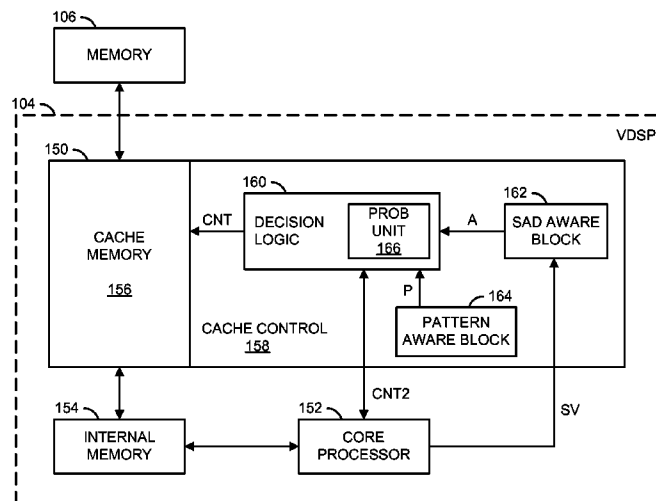 106
MEMORY
104
VDSP
150
160
162
DECISION
LOGIC
PROB
UNIT
166
CNT
A
SAD AWARE
BLOCK
CACHE
MEMORY
156
P
164
PATTERN
AWARE BLOCK
CACHE CONTROL
158
154
152
CNT2
SV
INTERNAL
MEMORY
CORE
PROCESSOR